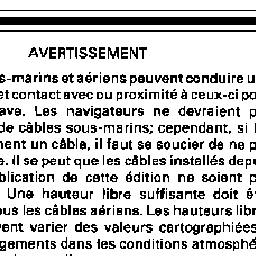 AVERTISSEMENT
s-marins et aériens peuvent conduire u
et contact avec ou proximité à ceux-ci po
ave. Les navigateurs ne devraient p
de câbles sous-marins; cependant, si l
nent un câble, il faut se soucier de ne p
e. Il se peut que les câbles installés depu
blication de cette édition ne soient p
. Une hauteur libre suffisante doit ê
ous les câbles aériens. Les hauteurs libr
vent varier des valeurs cartographiées
gements dans les conditions atmosphé